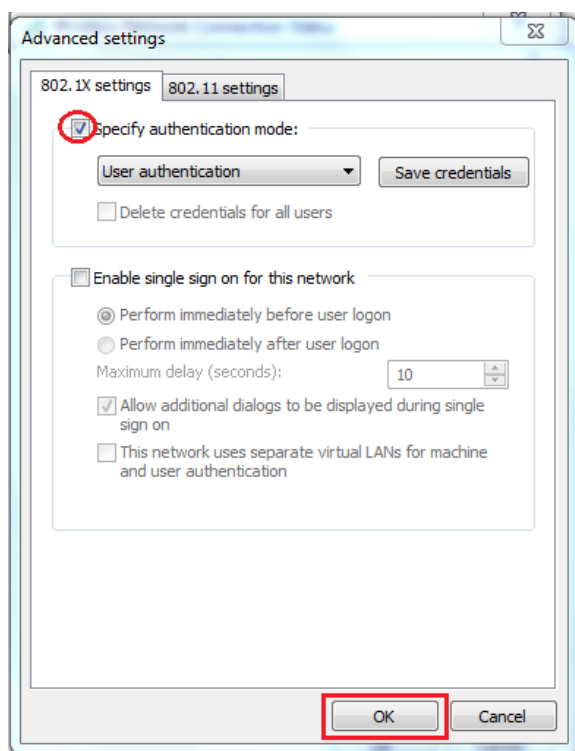 Advanced settings
802.1X settings 802.11 settings
Specify authentication mode:
User authentication Save credentials
Delete credentials for all users
Enable single sign on for this network
Perform immediately before user logon
Perform immediately after user logon
Maximum delay (seconds): 10
Allow additional dialogs to be displayed during single
sign on
This network uses separate virtual LANs for machine
and user authentication
OK Cancel